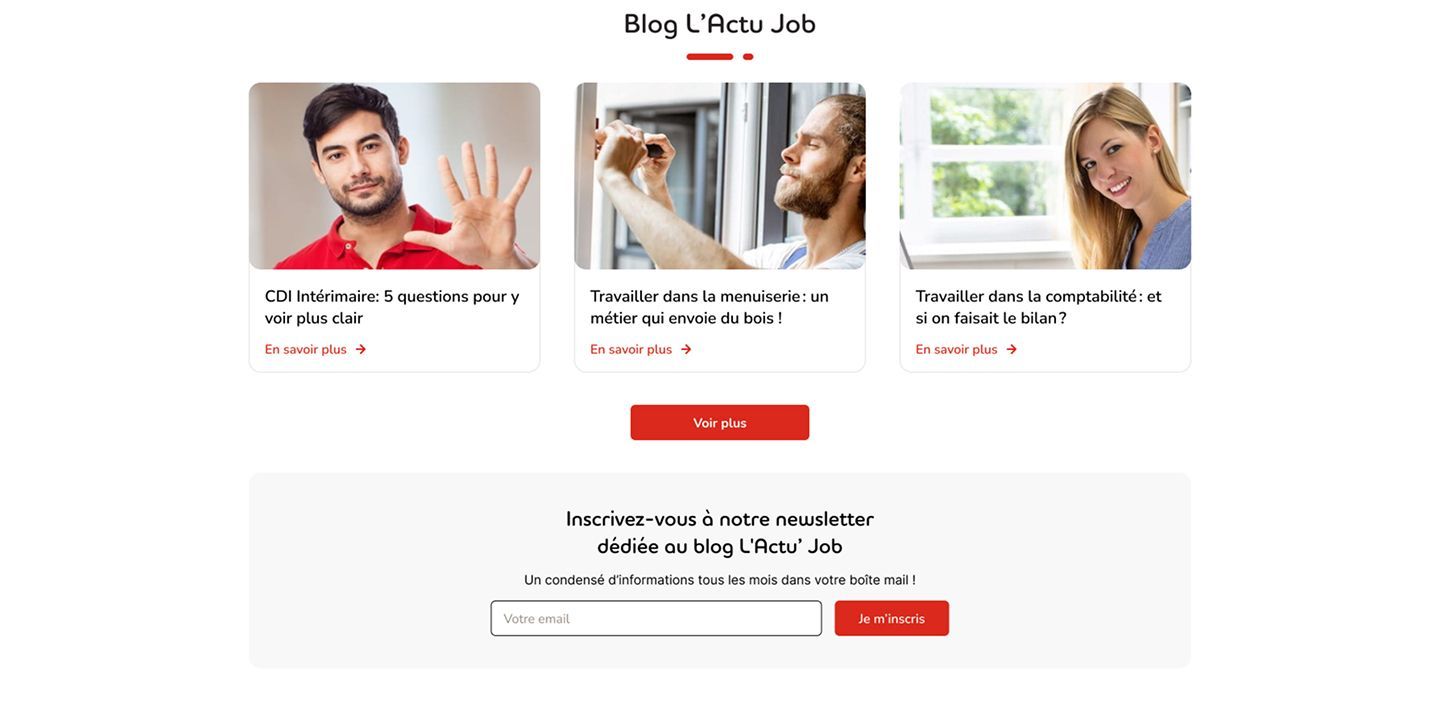 Blog L’Actu Job
CDI Intérimaire: 5 questions pour y
voir plus clair
En savoir plus →
Travailler dans la menuiserie : un
métier qui envoie du bois !
En savoir plus →
Travailler dans la comptabilité : et
si on faisait le bilan ?
En savoir plus →
Voir plus
Inscrivez-vous à notre newsletter
dédiée au blog L'Actu’ Job
Un condensé d’informations tous les mois dans votre boîte mail !
Votre email
Je m’inscris